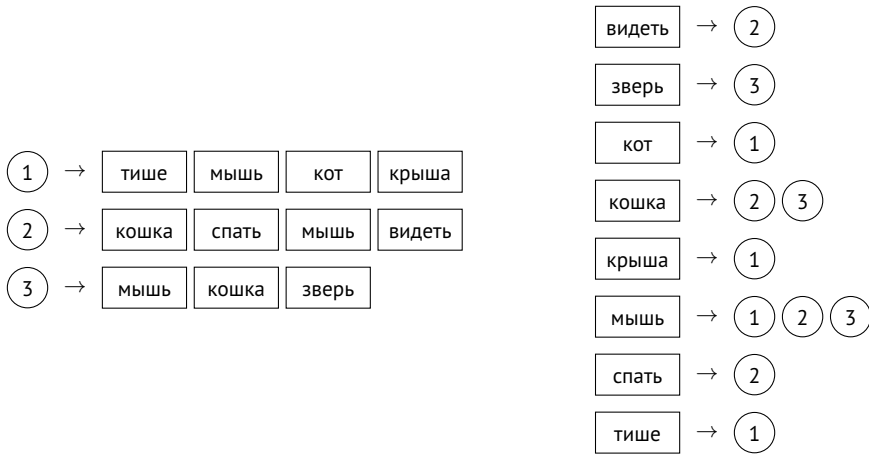 1 → тише мышь кот крыша
2 → кошка спать мышь видеть
3 → мышь кошка зверь
видеть → 2
зверь → 3
кот → 1
кошка → 2 3
крыша → 1
мышь → 1 2 3
спать → 2
тише → 1